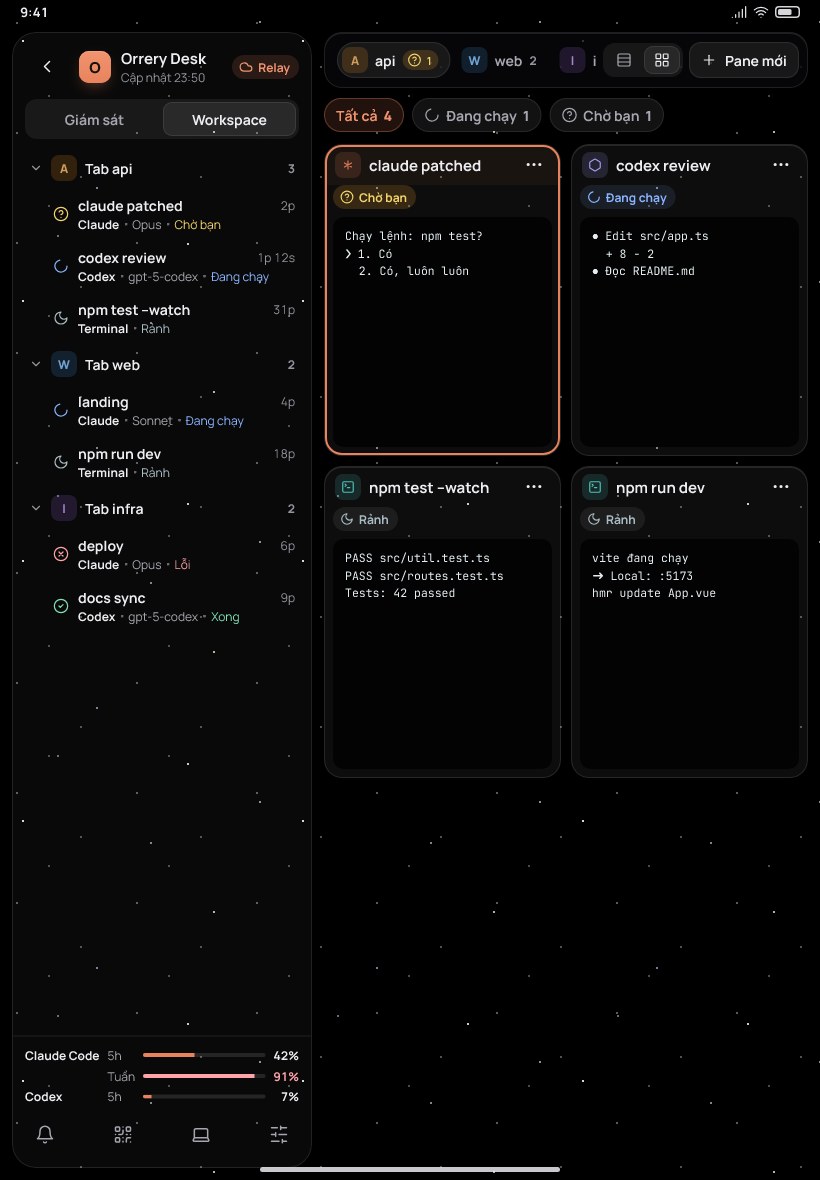 9:41
O
Orrery Desk
Cập nhật 23:50
Relay
Giám sát
Workspace
A Tab api 3
claude patched 2p
Claude • Opus • Chờ bạn
codex review 1p 12s
Codex • gpt-5-codex • Đang chạy
npm test –watch 31p
Terminal • Rảnh
W Tab web 2
landing 4p
Claude • Sonnet • Đang chạy
npm run dev 18p
Terminal • Rảnh
I Tab infra 2
deploy 6p
Claude • Opus • Lỗi
docs sync 9p
Codex • gpt-5-codex • Xong
Claude Code 5h 42%
Tuần 91%
Codex 5h 7%
A api 1
W web 2
I i
+ Pane mới
Tất cả 4
Đang chạy 1
Chờ bạn 1
claude patched ···
Chờ bạn
Chạy lệnh: npm test?
❯ 1. Có
2. Có, luôn luôn
codex review ···
Đang chạy
● Edit src/app.ts
+ 8 - 2
● Đọc README.md
npm test –watch ···
Rảnh
PASS src/util.test.ts
PASS src/routes.test.ts
Tests: 42 passed
npm run dev ···
Rảnh
vite đang chạy
➜ Local: :5173
hmr update App.vue